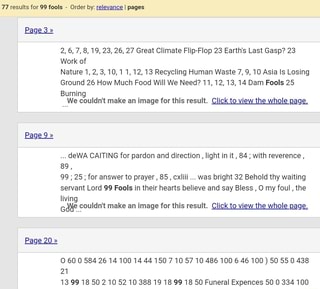 77 results for 99 fools - Order by: relevance | pages
Page 3 »
2, 6, 7, 8, 19, 23, 26, 27 Great Climate Flip-Flop 23 Earth's Last Gasp? 23
Work of
Nature 1, 2, 3, 10, 1 1, 12, 13 Recycling Human Waste 7, 9, 10 Asia Is Losing
Ground 26 How Much Food Will We Need? 11, 12, 13, 14 Dam Fools 25
Burning
... We couldn't make an image for this result. Click to view the whole page.
Page 9 »
... deWA CAITING for pardon and direction , light in it , 84 ; with reverence ,
89 ,
99 ; 25 ; for answer to prayer , 85 , cxliii ... was bright 32 Behold thy waiting
servant Lord 99 Fools in their hearts believe and say Bless , O my foul , the
living
God ...
We couldn't make an image for this result. Click to view the whole page.
Page 20 »
O 60 0 584 26 14 100 14 44 150 7 10 57 10 486 100 6 46 100 ) 50 55 0 438
21
13 99 18 50 2 10 52 10 388 19 18 99 18 50 Funeral Expences 50 0 334 100